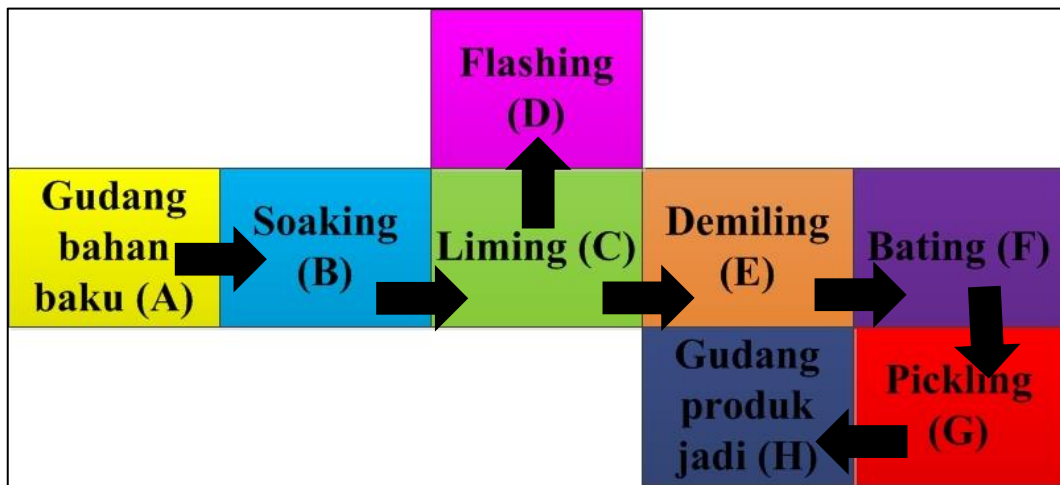 Flashing
(D)
Gudang
bahan
baku (A)
Soaking
(B)
Liming (C)
Demiling
(E)
Bating (F)
Gudang
produk
jadi (H)
Pickling
(G)